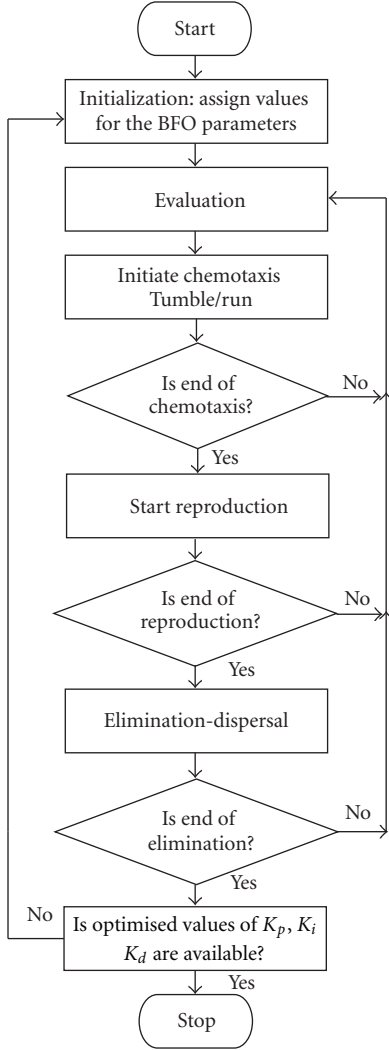 Start
Initialization: assign values
for the BFO parameters
Evaluation
Initiate chemotaxis
Tumble/run
Is end of
chemotaxis?
No
Yes
Start reproduction
Is end of
reproduction?
No
Yes
Elimination-dispersal
Is end of
elimination?
No
Yes
No
Is optimised values of K_p, K_i
K_d are available?
Yes
Stop